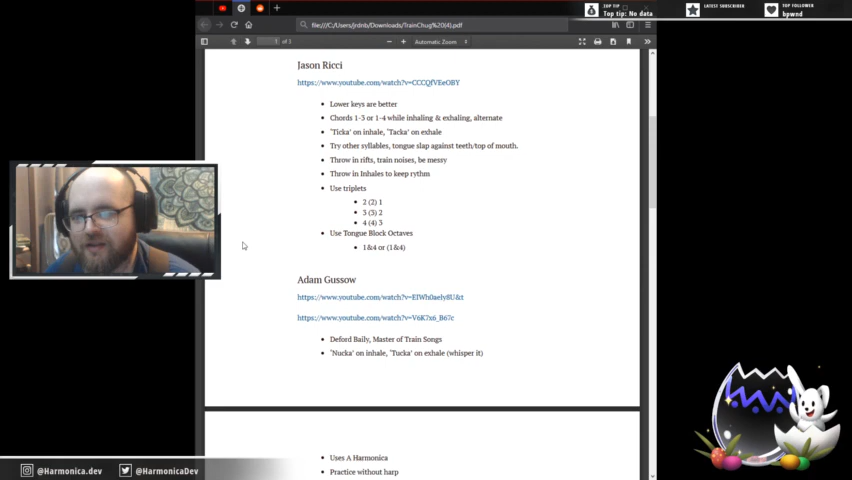 file:///C:/Users/jrdnb/Downloads/TrainChug%20(4).pdf
TOP TIP
Top tip: No data
LATEST SUBSCRIBER
TOP FOLLOWER
bpwnd
1 of 2
Automatic Zoom
Jason Ricci
https://www.youtube.com/watch?v=CCCQfVEeOBY
Lower keys are better
Chords 1-3 or 1-4 while inhaling & exhaling, alternate
'Ticka' on inhale, 'Tacka' on exhale
Try other syllables, tongue slap against teeth/top of mouth.
Throw in rifts, train noises, be messy
Throw in Inhales to keep rythm
Use triplets
2 (2) 1
3 (3) 2
4 (4) 3
Use Tongue Block Octaves
1&4 or (1&4)
Adam Gussow
https://www.youtube.com/watch?v=EIWh0aeIy8U&t
https://www.youtube.com/watch?v=V6K7x6_B67c
Deford Baily, Master of Train Songs
'Nucka' on inhale, 'Tucka' on exhale (whisper it)
Uses A Harmonica
Practice without harp
@Harmonica.dev
@HarmonicaDev